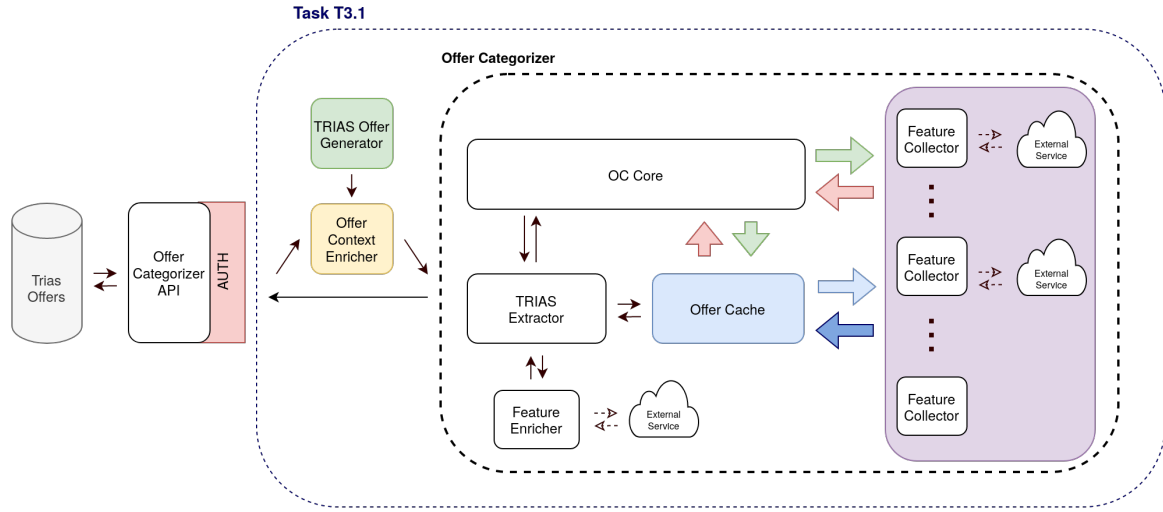 Task T3.1
Offer Categorizer
TRIAS Offer
Generator
Offer
Context
Enricher
Trias
Offers
Offer
Categorizer
API
AUTH
OC Core
TRIAS
Extractor
Offer Cache
Feature
Enricher
External
Service
Feature
Collector
External
Service
Feature
Collector
External
Service
Feature
Collector